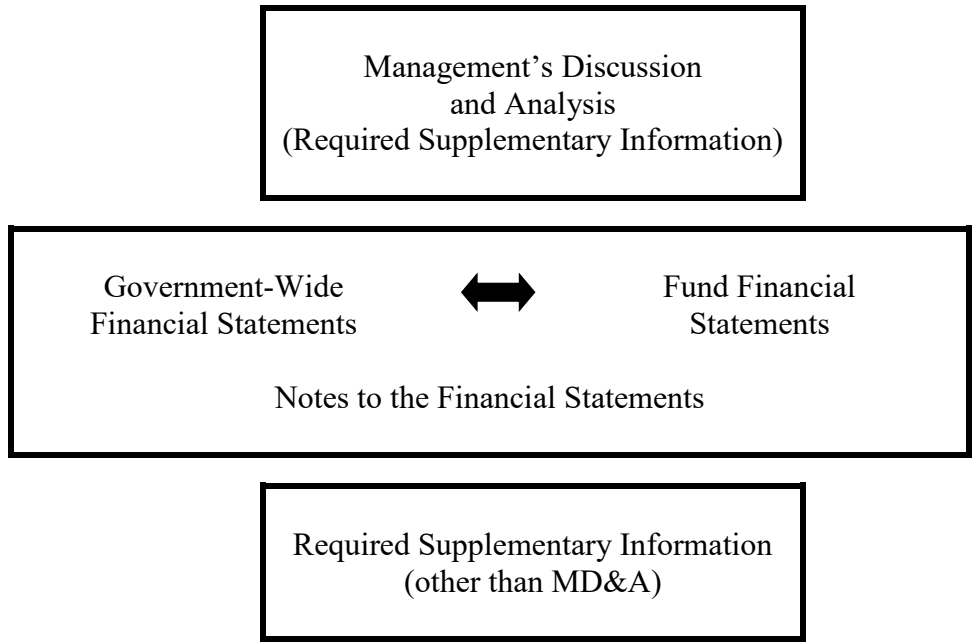 Management’s Discussion
and Analysis
(Required Supplementary Information)
Government-Wide
Financial Statements
Fund Financial
Statements
Notes to the Financial Statements
Required Supplementary Information
(other than MD&A)